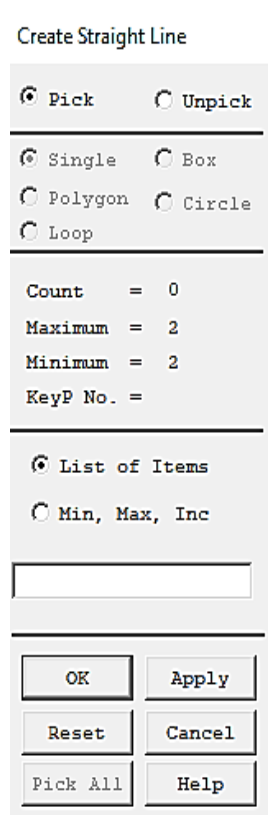 Create Straight Line
Pick Unpick
Single Box
Polygon Circle
Loop
Count = 0
Maximum = 2
Minimum = 2
KeyP No. =
List of Items
Min, Max, Inc
OK Apply
Reset Cancel
Pick All Help